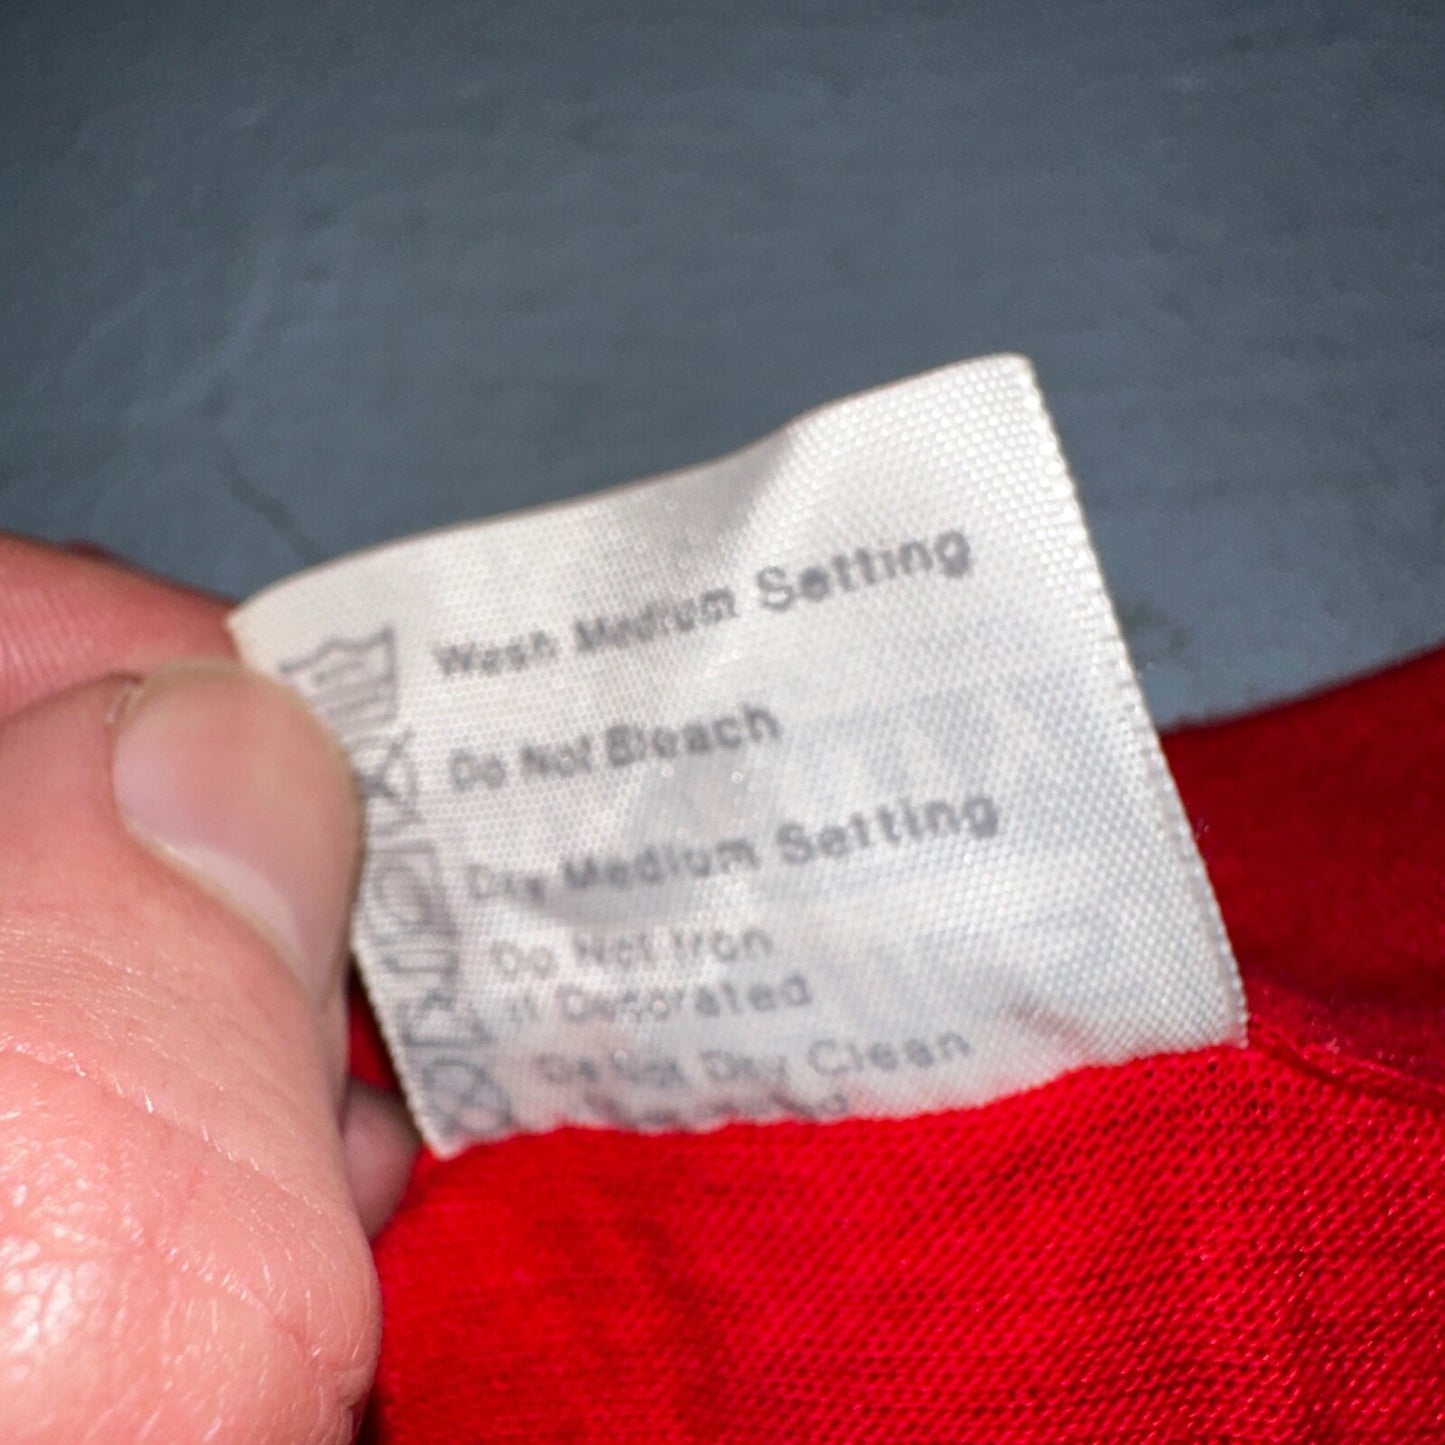 Wash Medium Setting
Do Not Bleach
Dry Medium Setting
Do Not Iron
If Decorated
Do Not Dry Clean